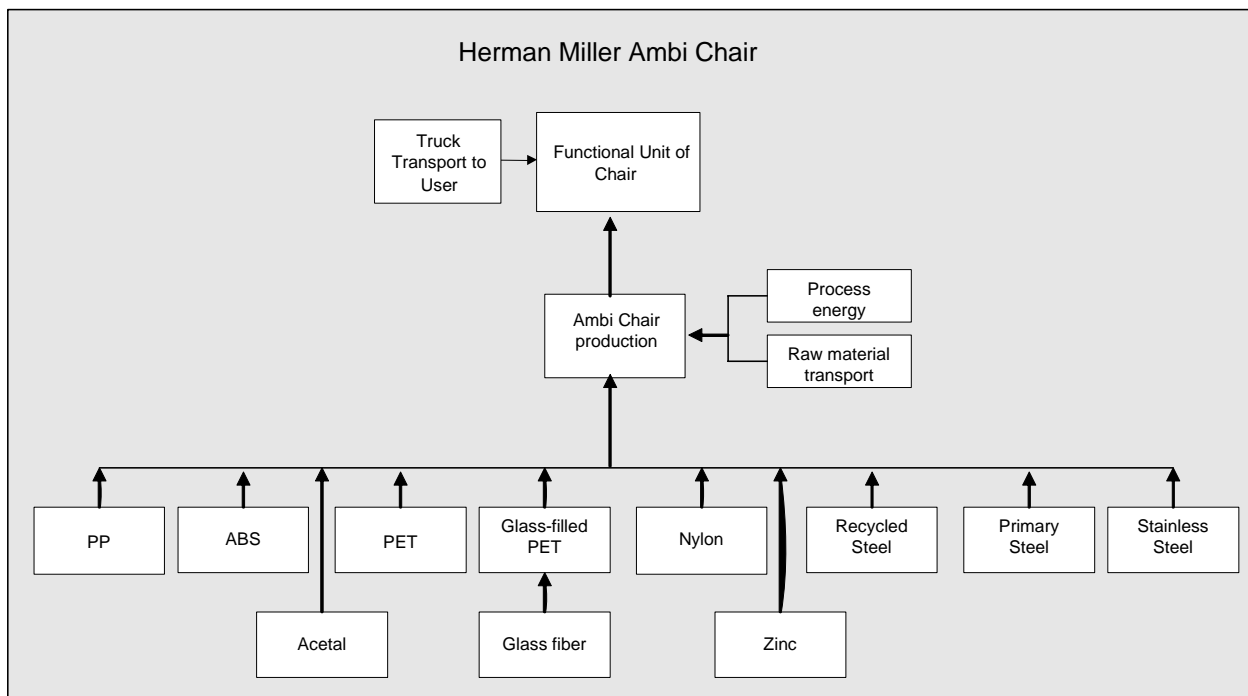 Herman Miller Ambi Chair
Truck
Transport to
User
Functional Unit of
Chair
Ambi Chair
production
Process
energy
Raw material
transport
PP
ABS
PET
Glass-filled
PET
Nylon
Recycled
Steel
Primary
Steel
Stainless
Steel
Acetal
Glass fiber
Zinc